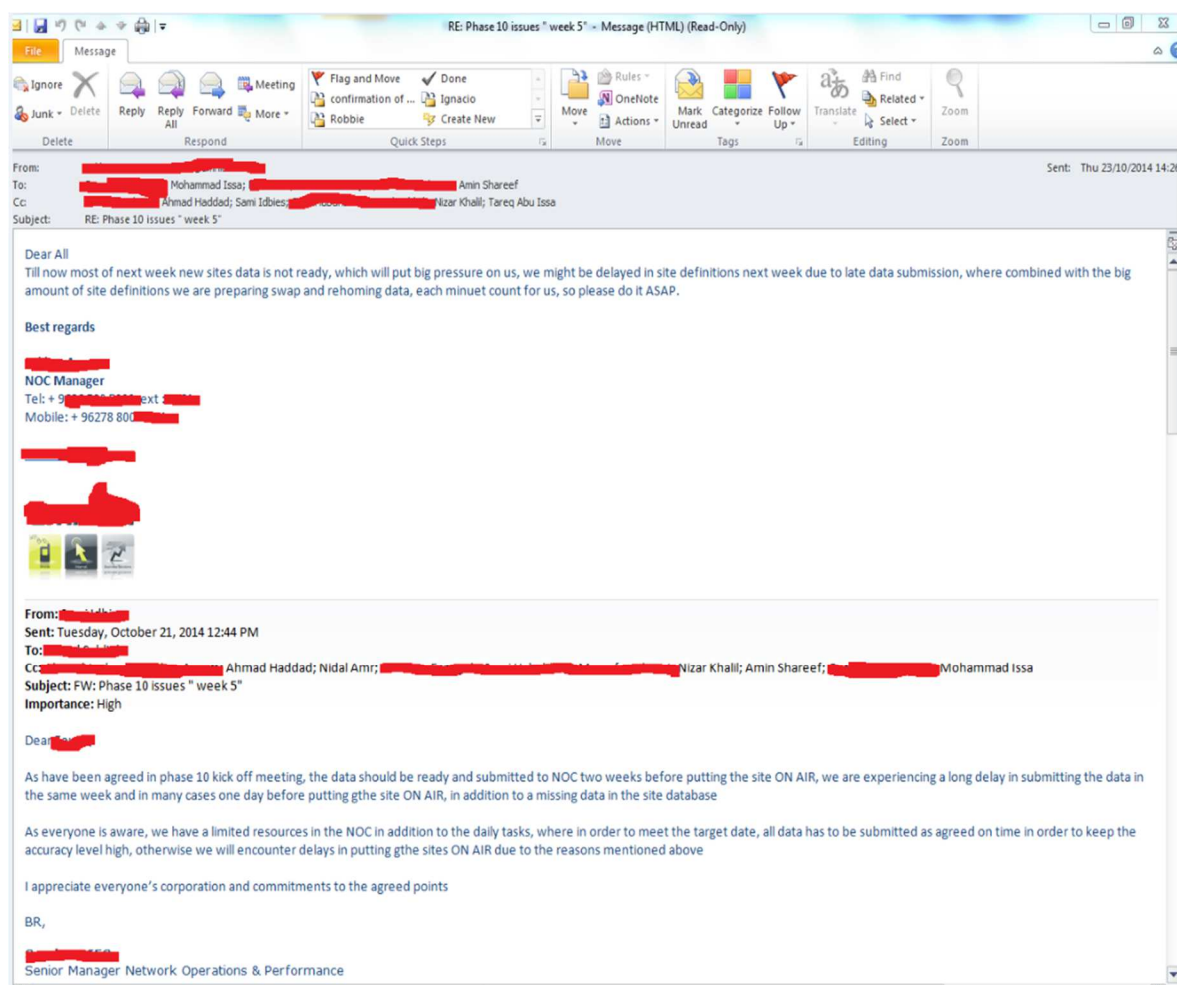 RE: Phase 10 issues " week 5" - Message (HTML) (Read-Only)
File Message
Ignore
Junk
Delete
Reply
Reply All
Forward
Meeting
More
Flag and Move
confirmation of ...
Robbie
Done
Ignacio
Create New
Move
Rules
OneNote
Actions
Mark Unread
Categorize
Follow Up
Translate
Find
Related
Select
Zoom
Delete Respond Quick Steps Move Tags Editing Zoom
From:
Sent: Thu 23/10/2014 14:26
To: Mohammad Issa; Amin Shareef
Cc: Ahmad Haddad; Sami Idbies; Nizar Khalil; Tareq Abu Issa
Subject: RE: Phase 10 issues " week 5"
Dear All
Till now most of next week new sites data is not ready, which will put big pressure on us, we might be delayed in site definitions next week due to late data submission, where combined with the big
amount of site definitions we are preparing swap and rehoming data, each minuet count for us, so please do it ASAP.
Best regards
NOC Manager
Tel: + 9 ext
Mobile: + 96278 800
From:
Sent: Tuesday, October 21, 2014 12:44 PM
To:
Cc: Ahmad Haddad; Nidal Amr; Nizar Khalil; Amin Shareef; Mohammad Issa
Subject: FW: Phase 10 issues " week 5"
Importance: High
Dear
As have been agreed in phase 10 kick off meeting, the data should be ready and submitted to NOC two weeks before putting the site ON AIR, we are experiencing a long delay in submitting the data in
the same week and in many cases one day before putting gthe site ON AIR, in addition to a missing data in the site database
As everyone is aware, we have a limited resources in the NOC in addition to the daily tasks, where in order to meet the target date, all data has to be submitted as agreed on time in order to keep the
accuracy level high, otherwise we will encounter delays in putting gthe sites ON AIR due to the reasons mentioned above
I appreciate everyone's corporation and commitments to the agreed points
BR,
Senior Manager Network Operations & Performance